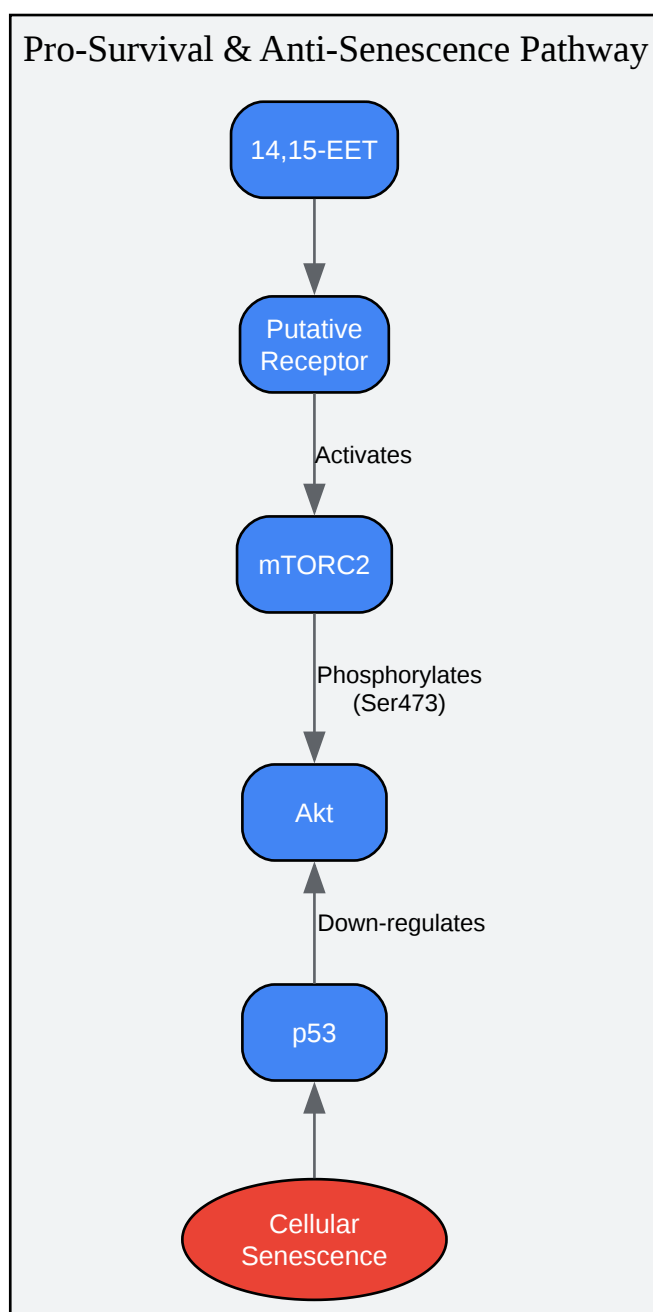 Pro-Survival & Anti-Senescence Pathway
14,15-EET
Putative
Receptor
Activates
mTORC2
Phosphorylates
(Ser473)
Akt
Down-regulates
p53
Cellular
Senescence